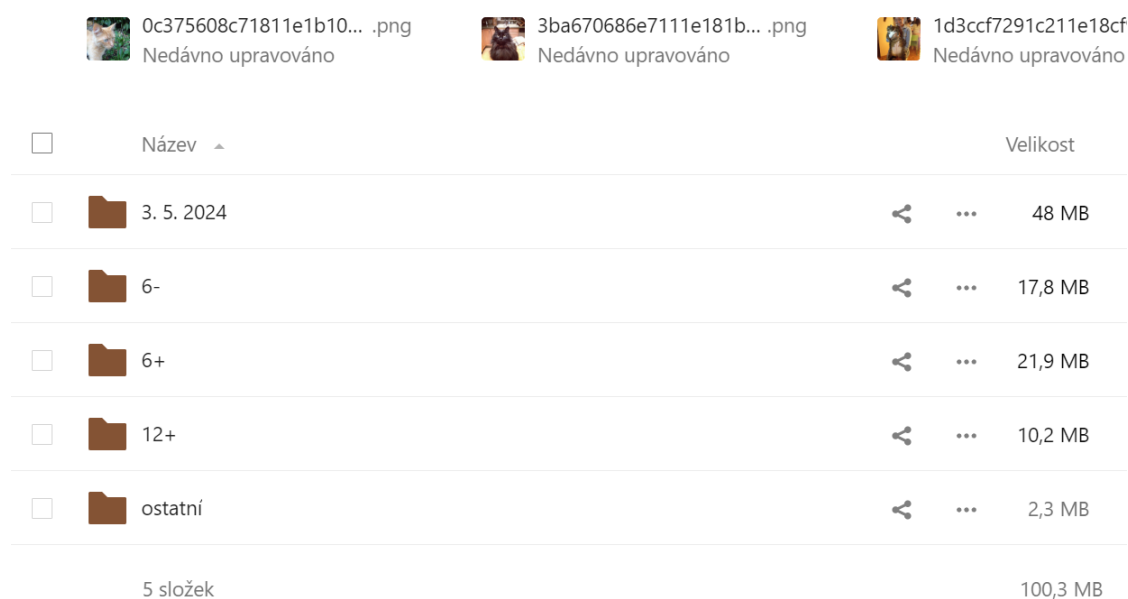 0c375608c71811e1b10... .png
Nedávno upravováno
3ba670686e7111e181b... .png
Nedávno upravováno
1d3ccf7291c211e18cf
Nedávno upravováno
Název Velikost
3. 5. 2024 48 MB
6- 17,8 MB
6+ 21,9 MB
12+ 10,2 MB
ostatní 2,3 MB
5 složek 100,3 MB